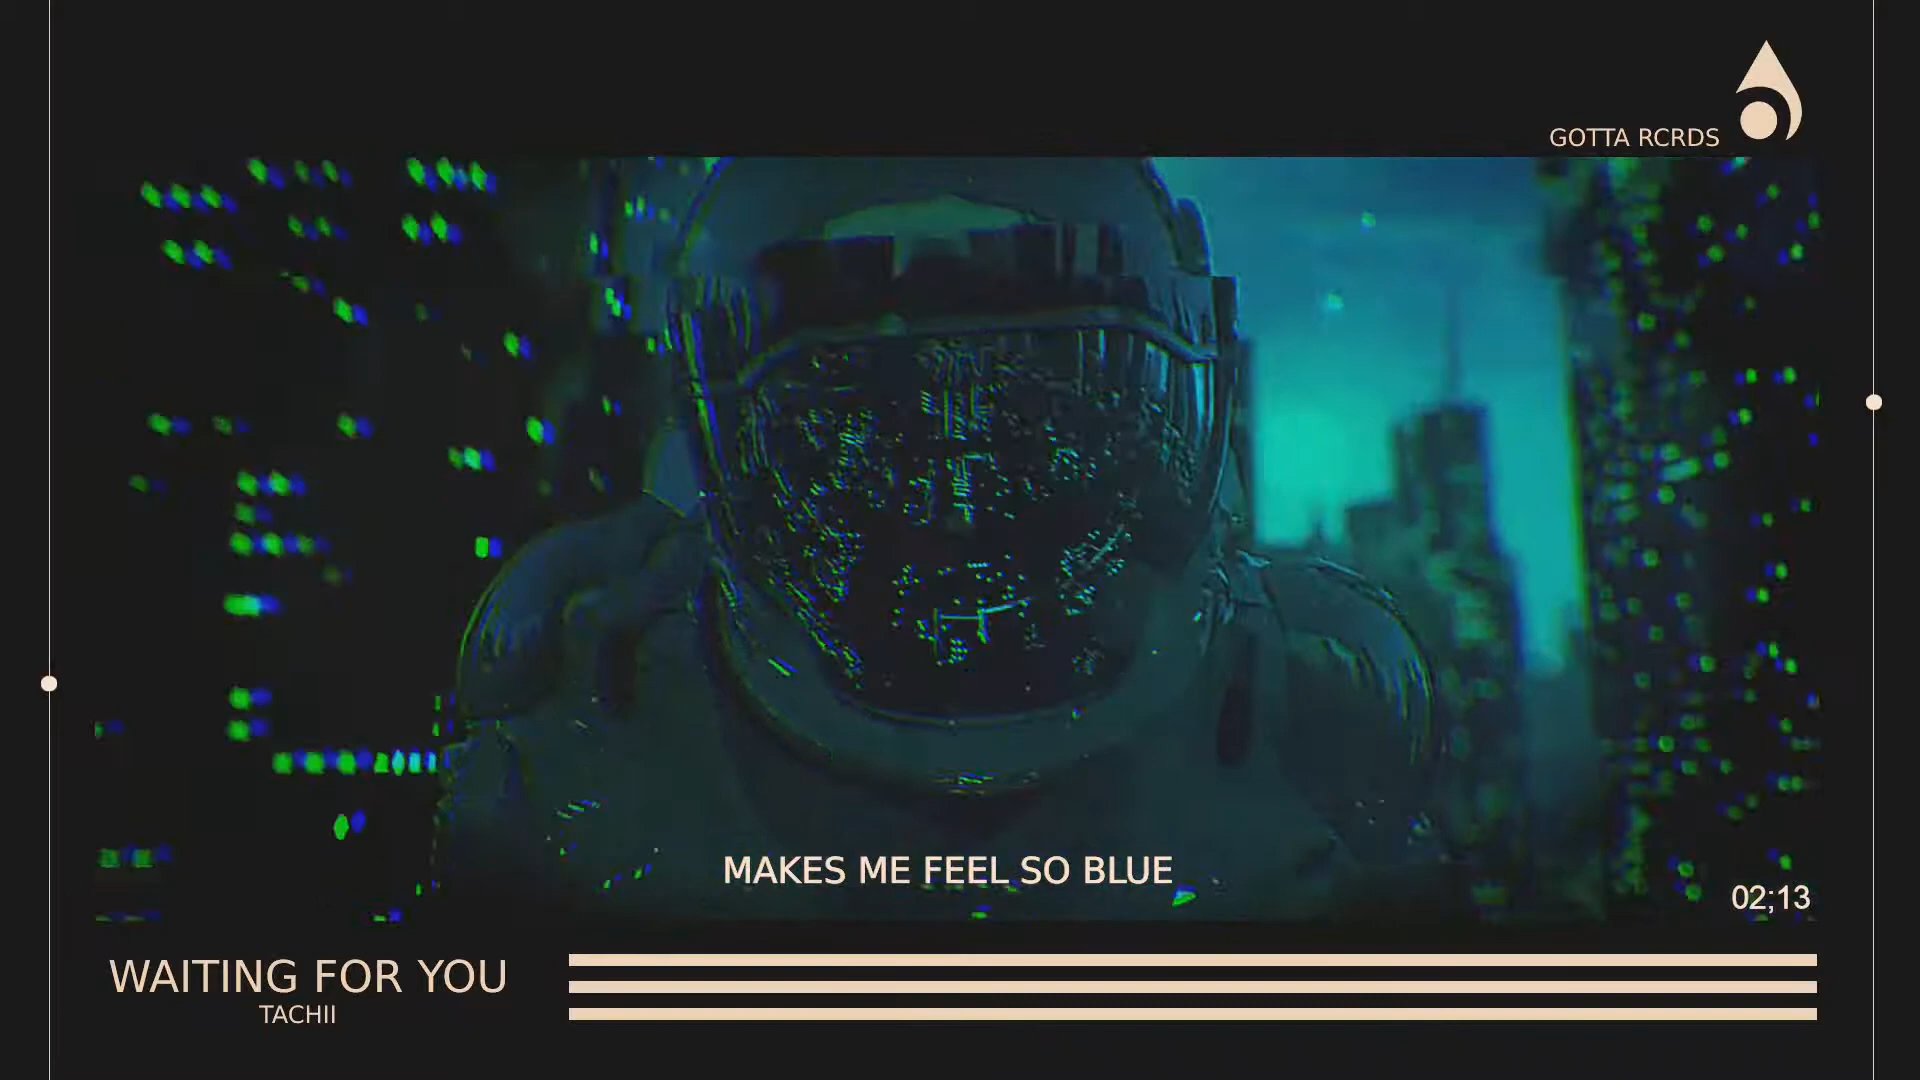 GOTTA RCRDS
MAKES ME FEEL SO BLUE
02;13
WAITING FOR YOU
TACHII